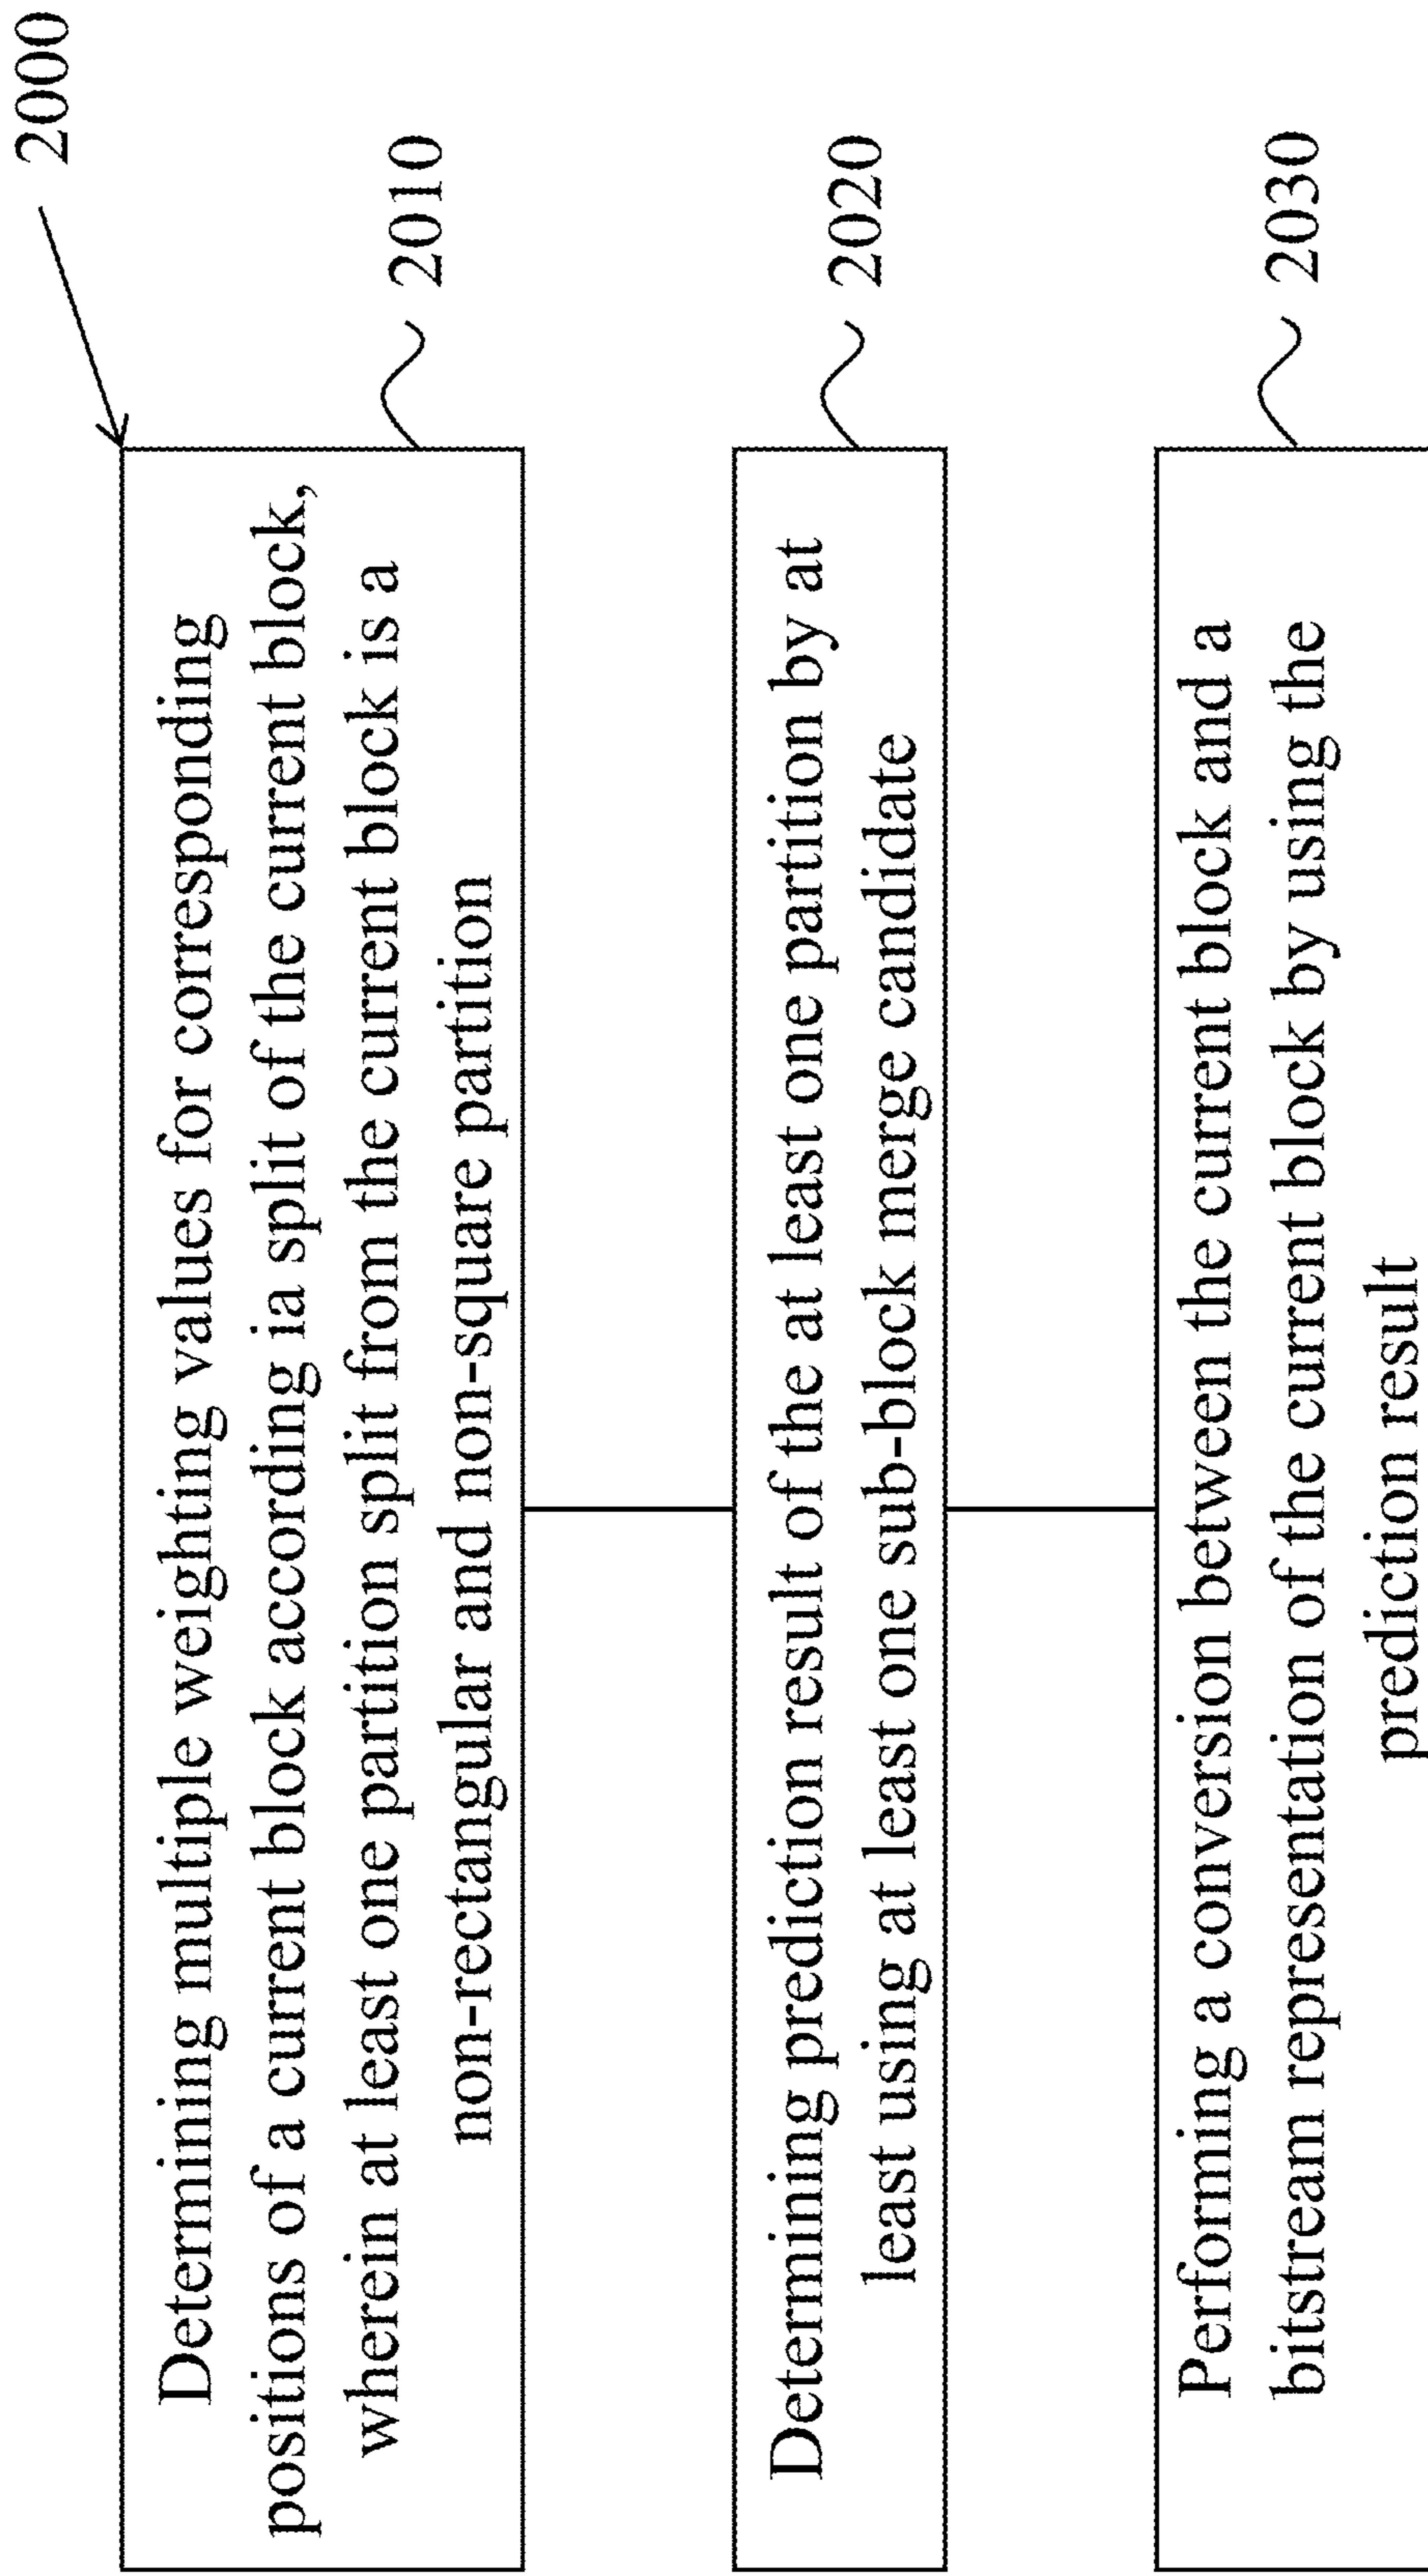 2000
Determining multiple weighting values for corresponding
positions of a current block according ia split of the current block,
wherein at least one partition split from the current block is a
non-rectangular and non-square partition
2010
Determining prediction result of the at least one partition by at
least using at least one sub-block merge candidate
2020
Performing a conversion between the current block and a
bitstream representation of the current block by using the
prediction result
2030